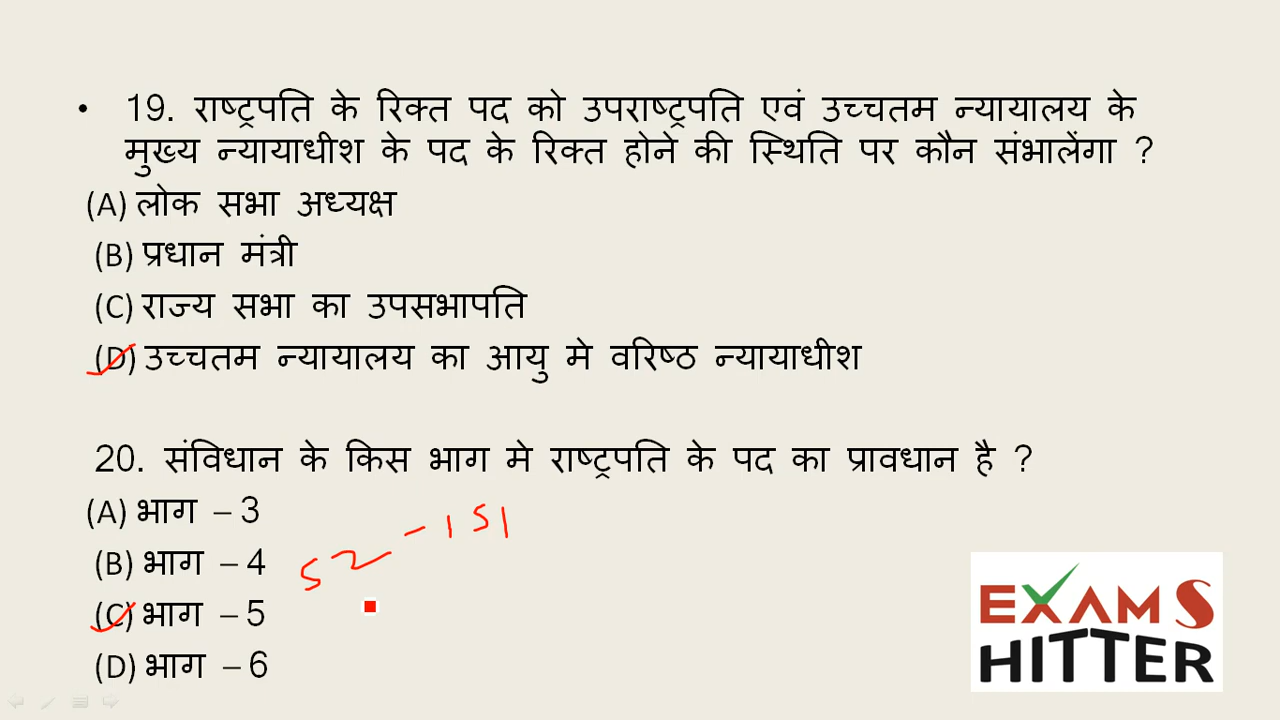 • 19. राष्ट्रपति के रिक्त पद को उपराष्ट्रपति एवं उच्चतम न्यायालय के
मुख्य न्यायाधीश के पद के रिक्त होने की स्थिति पर कौन संभालेंगा ?
(A) लोक सभा अध्यक्ष
(B) प्रधान मंत्री
(C) राज्य सभा का उपसभापति
(D) उच्चतम न्यायालय का आयु मे वरिष्ठ न्यायाधीश
20. संविधान के किस भाग मे राष्ट्रपति के पद का प्रावधान है ?
(A) भाग – 3
(B) भाग – 4
52 – 151
(C) भाग – 5
(D) भाग – 6
EXAMS
HITTER